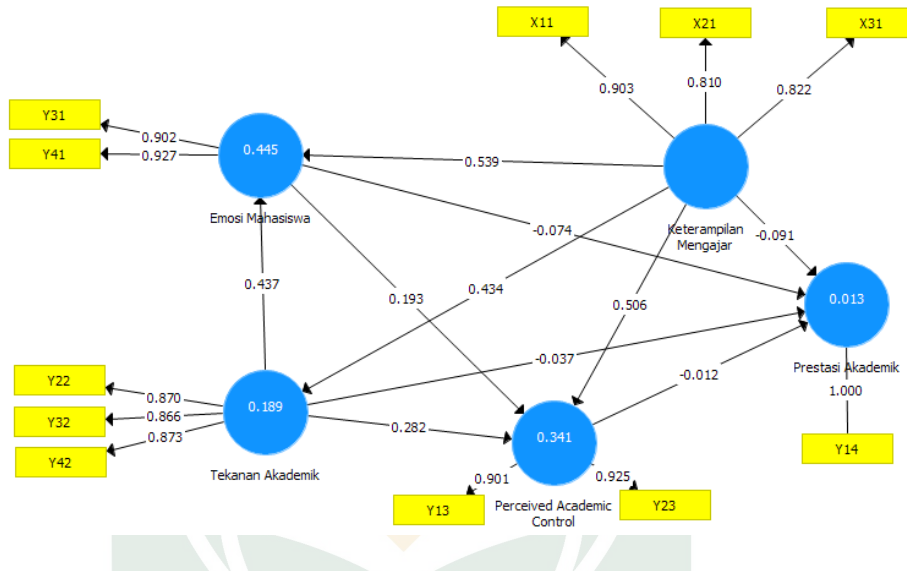 X11
X21
X31
0.903
0.810
0.822
Y31
Y41
0.902
0.927
0.445
Emosi Mahasiswa
0.539
Keterampilan
Mengajar
-0.074
-0.091
0.437
0.193
0.434
0.506
0.013
Prestasi Akademik
1.000
Y14
-0.037
-0.012
Y22
Y32
Y42
0.870
0.866
0.873
0.189
Tekanan Akademik
0.282
0.341
0.901
0.925
Perceived Academic
Control
Y13
Y23